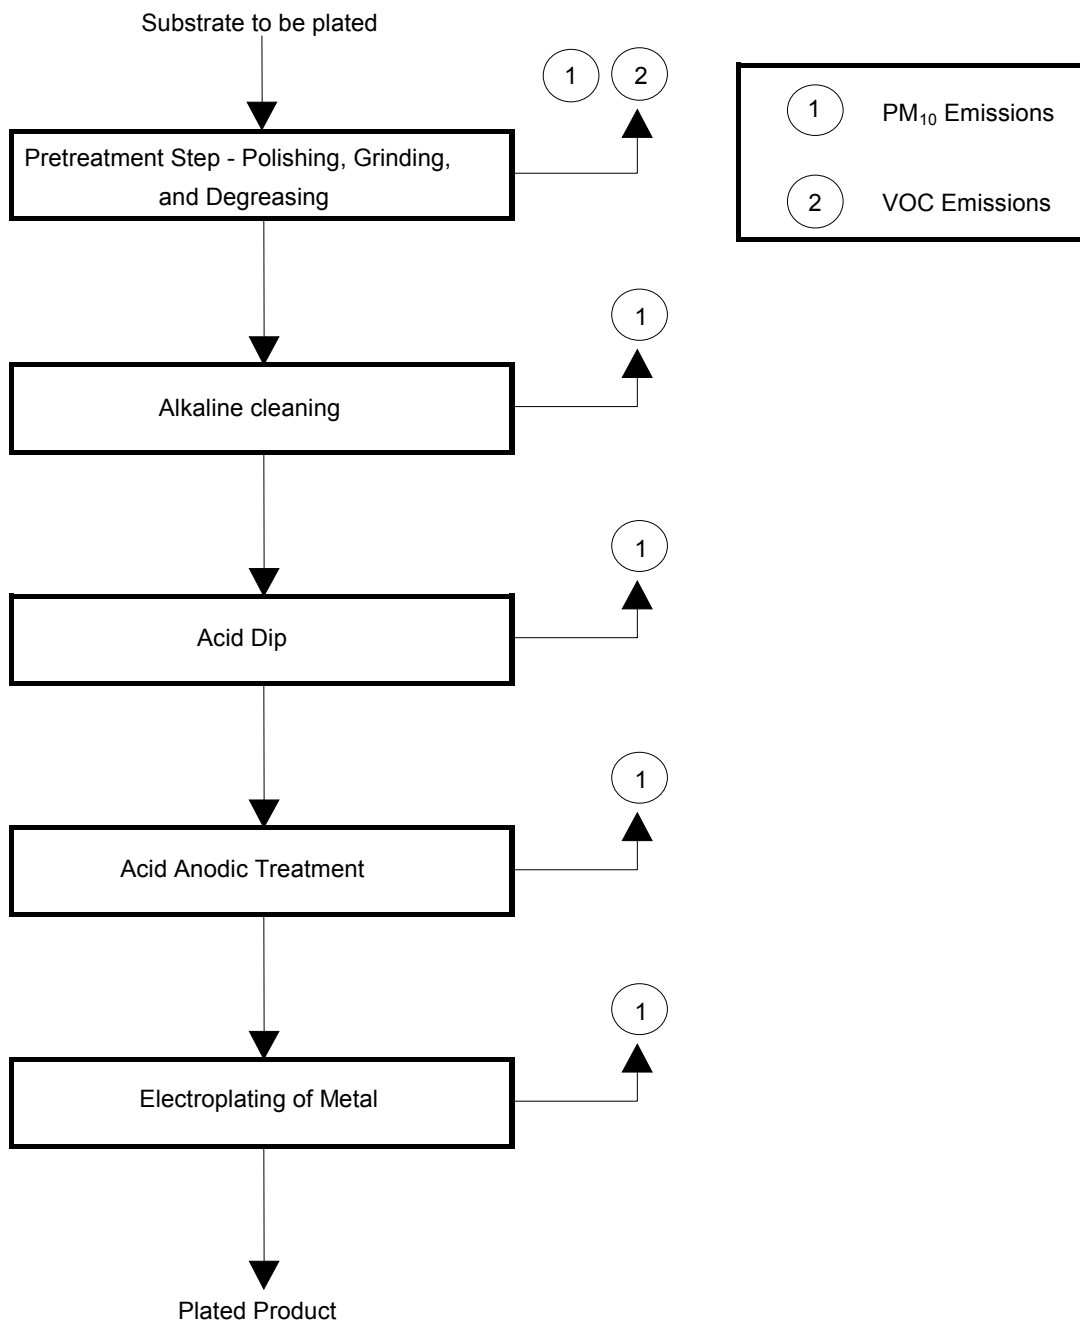 Substrate to be plated
1 2
Pretreatment Step - Polishing, Grinding,
and Degreasing
1 PM₁₀ Emissions
2 VOC Emissions
1
Alkaline cleaning
1
Acid Dip
1
Acid Anodic Treatment
1
Electroplating of Metal
Plated Product